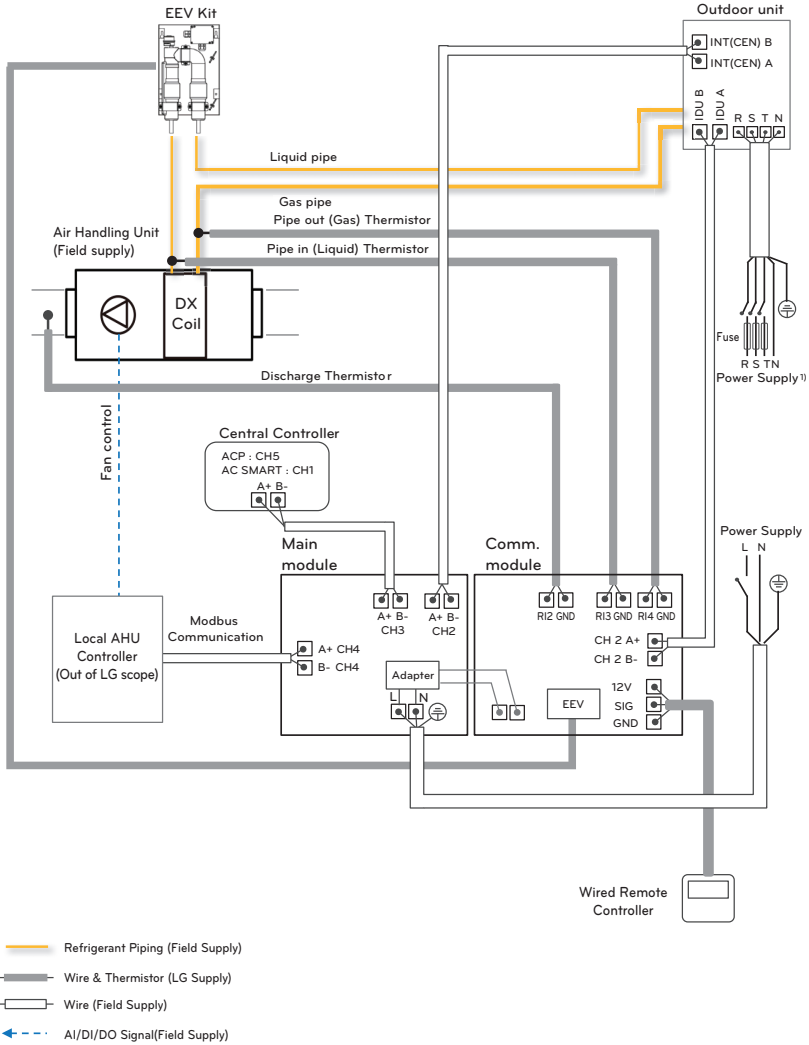 EEV Kit
Outdoor unit
INT(CEN) B
INT(CEN) A
IDU B
IDU A
R S T N
Liquid pipe
Gas pipe
Pipe out (Gas) Thermistor
Pipe in (Liquid) Thermistor
Air Handling Unit
(Field supply)
DX
Coil
Fuse
R S T N
Power Supply 1)
Discharge Thermistor
Fan control
Central Controller
ACP : CH5
AC SMART : CH1
A+ B-
Main
module
Comm.
module
Power Supply
L N
A+ B-
CH3
A+ B-
CH2
RI2 GND
RI3 GND
RI4 GND
Local AHU
Controller
(Out of LG scope)
Modbus
Communication
A+ CH4
B- CH4
CH 2 A+
CH 2 B-
Adapter
L N
EEV
12V
SIG
GND
Wired Remote
Controller
Refrigerant Piping (Field Supply)
Wire & Thermistor (LG Supply)
Wire (Field Supply)
AI/DI/DO Signal(Field Supply)